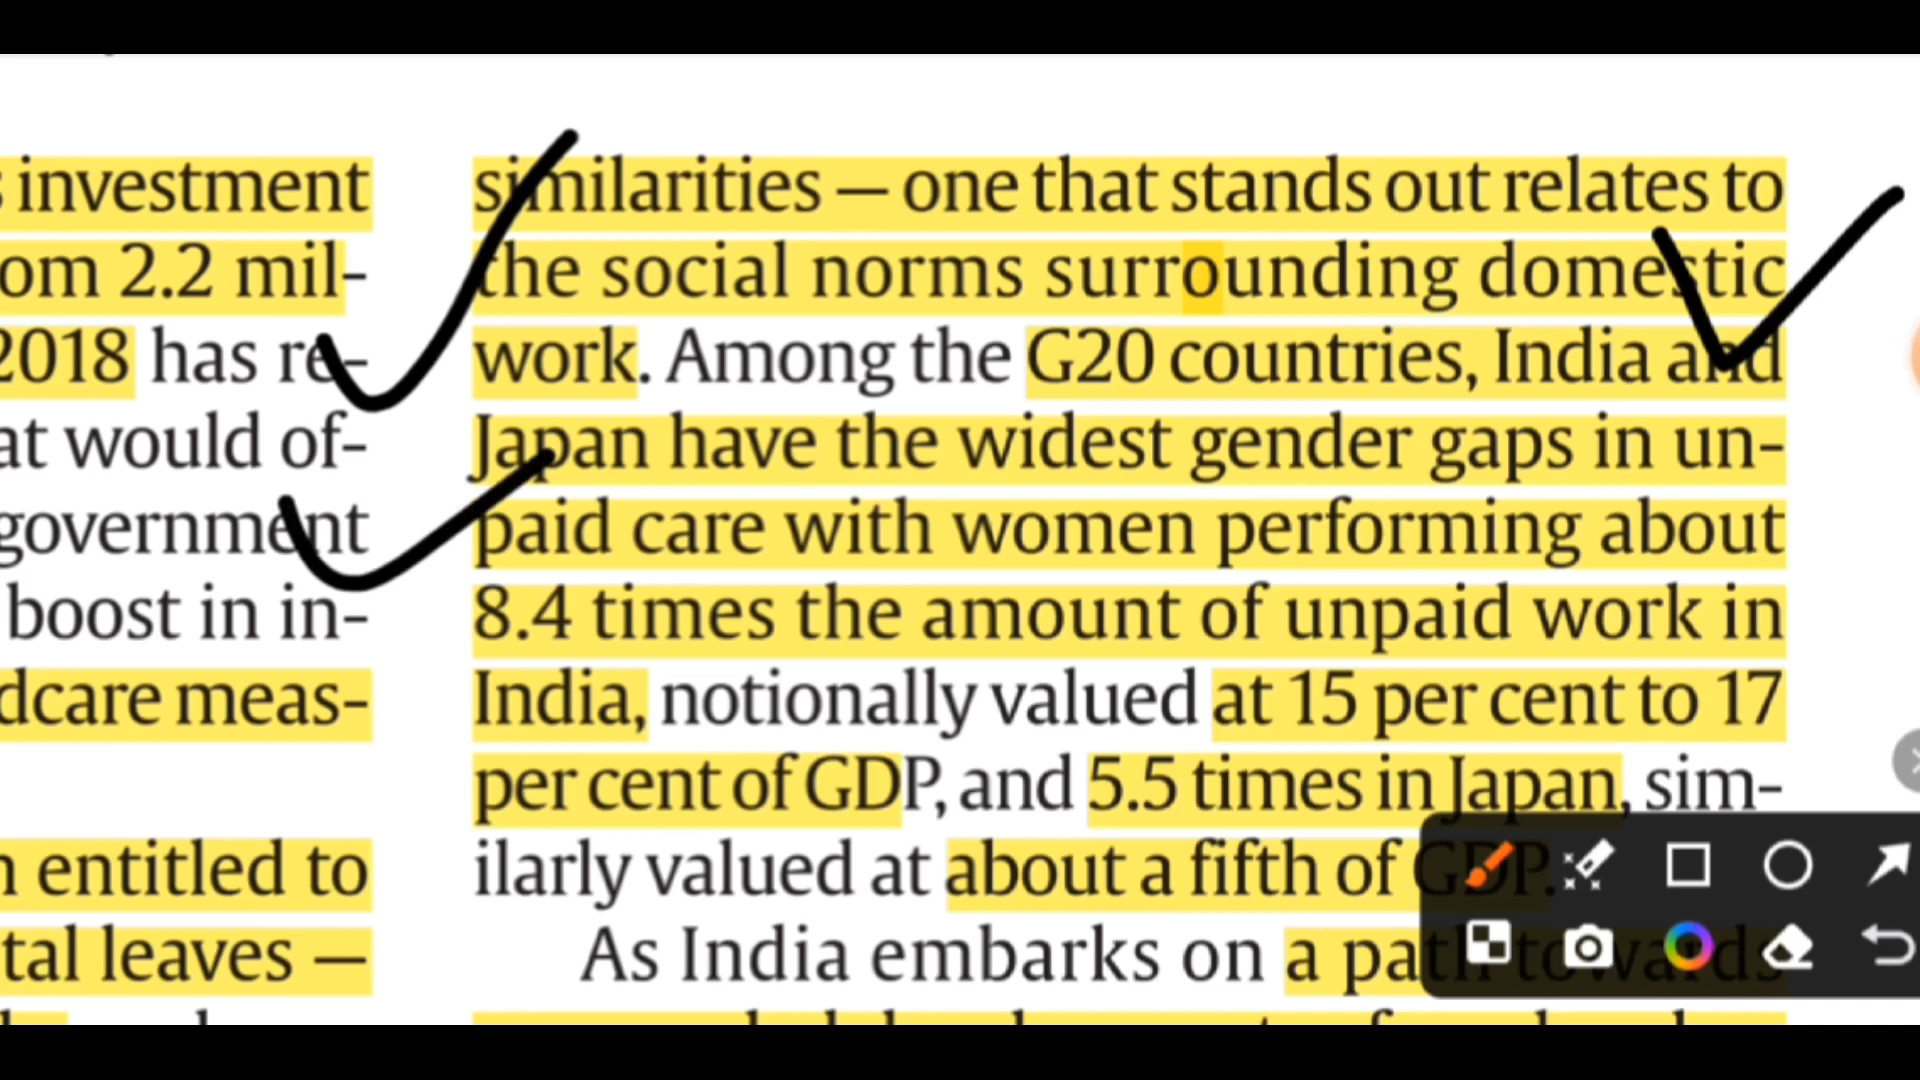 investment
om 2.2 mil-
2018 has re-
at would of-
government
boost in in-
dcare meas-
entitled to
tal leaves —
similarities — one that stands out relates to
the social norms surrounding domestic
work. Among the G20 countries, India and
Japan have the widest gender gaps in un-
paid care with women performing about
8.4 times the amount of unpaid work in
India, notionally valued at 15 per cent to 17
per cent of GDP, and 5.5 times in Japan, sim-
ilarly valued at about a fifth of GDP.
As India embarks on a path towards